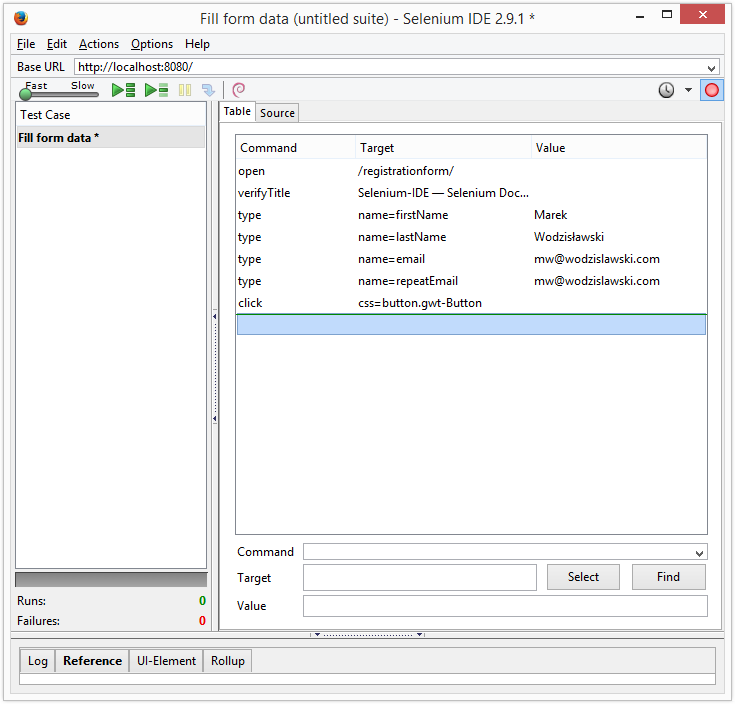 Fill form data (untitled suite) - Selenium IDE 2.9.1 *
File Edit Actions Options Help
Base URL http://localhost:8080/
Fast Slow
Test Case
Fill form data *
Runs: 0
Failures: 0
Table Source
Command Target Value
open /registrationform/
verifyTitle Selenium-IDE — Selenium Doc...
type name=firstName Marek
type name=lastName Wodzisławski
type name=email mw@wodzislawski.com
type name=repeatEmail mw@wodzislawski.com
click css=button.gwt-Button
Command
Target Select Find
Value
Log Reference UI-Element Rollup